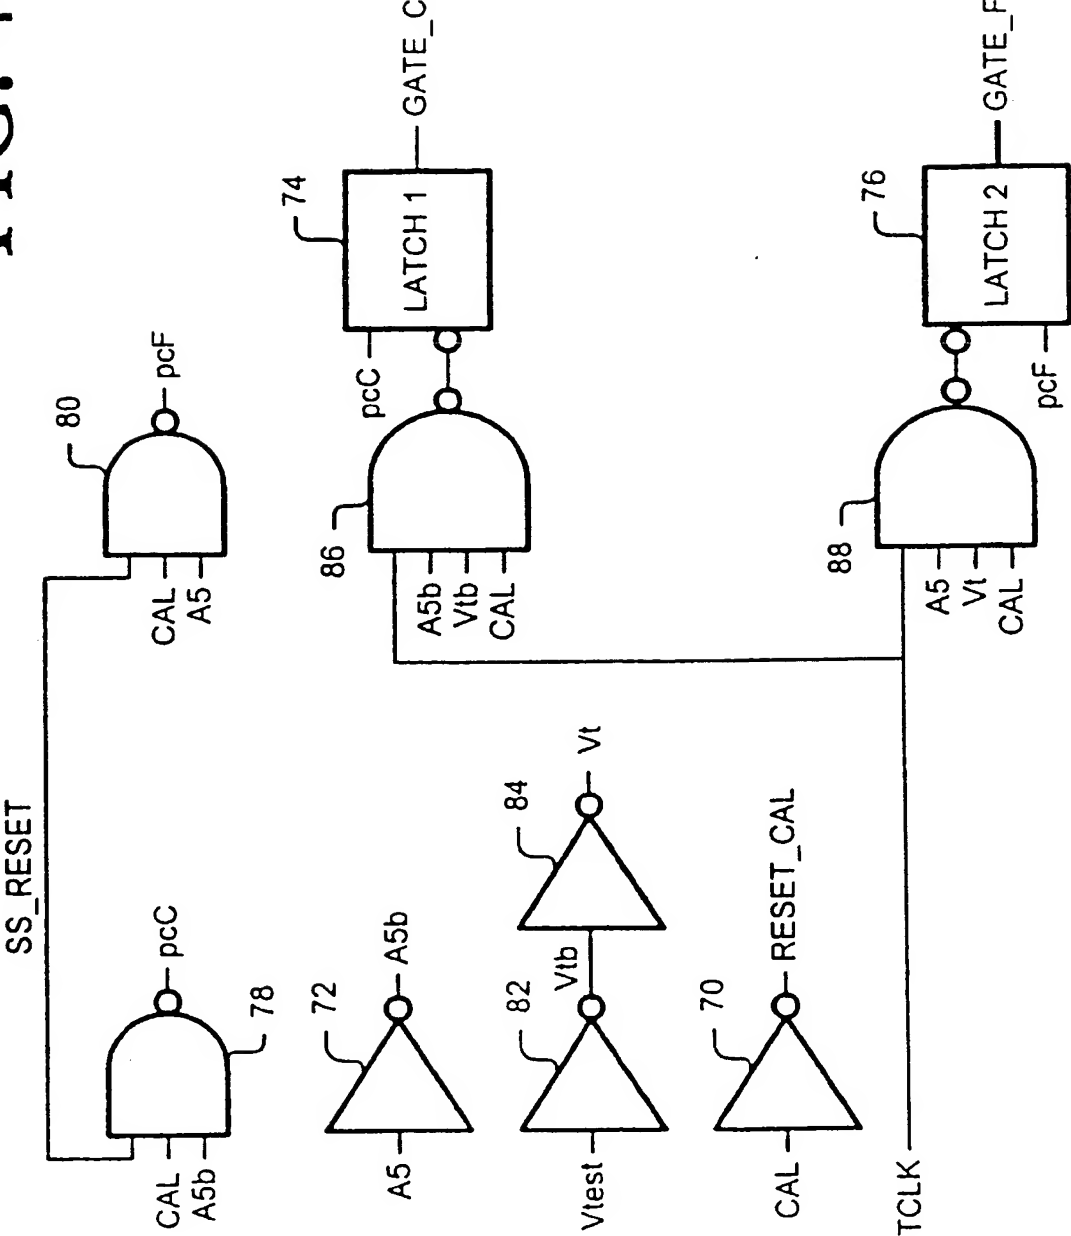 SS_RESET
80
pcF
CAL
A5
pcC
78
CAL
A5b
74
LATCH 1
GATE_C
pcC
86
A5b
Vtb
CAL
72
A5
A5b
82
84
Vtest
Vtb
Vt
70
CAL
RESET_CAL
76
LATCH 2
GATE_F
pcF
88
A5
Vt
CAL
TCLK